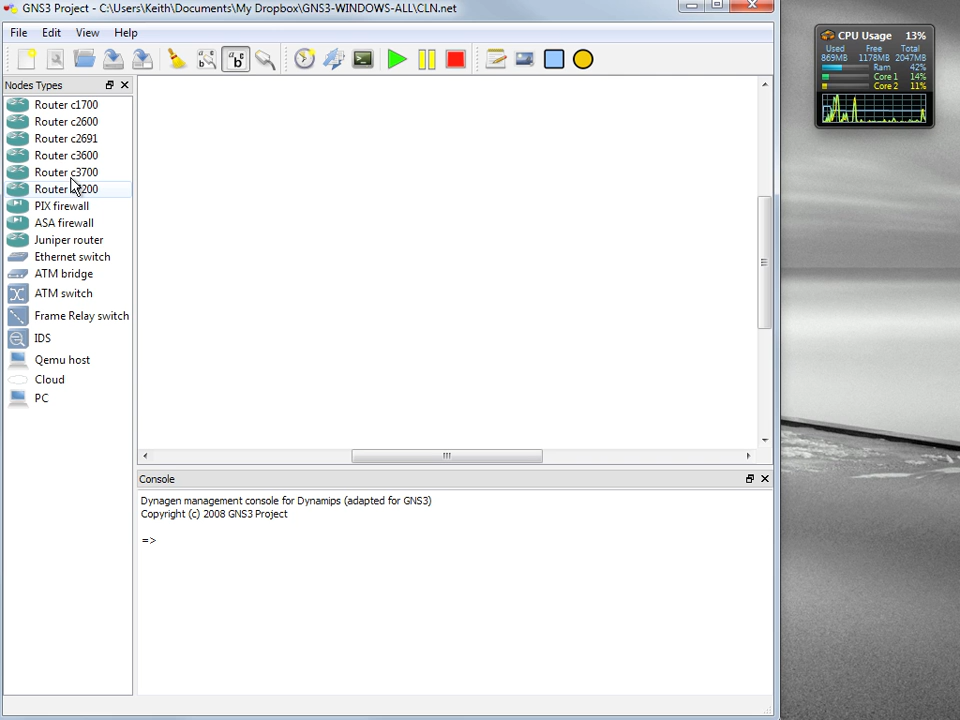 GNS3 Project - C:\Users\Keith\Documents\My Dropbox\GNS3-WINDOWS-ALL\CLN.net
File Edit View Help
Nodes Types
Router c1700
Router c2600
Router c2691
Router c3600
Router c3700
Router 200
PIX firewall
ASA firewall
Juniper router
Ethernet switch
ATM bridge
ATM switch
Frame Relay switch
IDS
Qemu host
Cloud
PC
Console
Dynagen management console for Dynamips (adapted for GNS3)
Copyright (c) 2008 GNS3 Project
=>
CPU Usage 13%
Used Free Total
869MB 1178MB 2047MB
Ram 42%
Core 1 14%
Core 2 11%